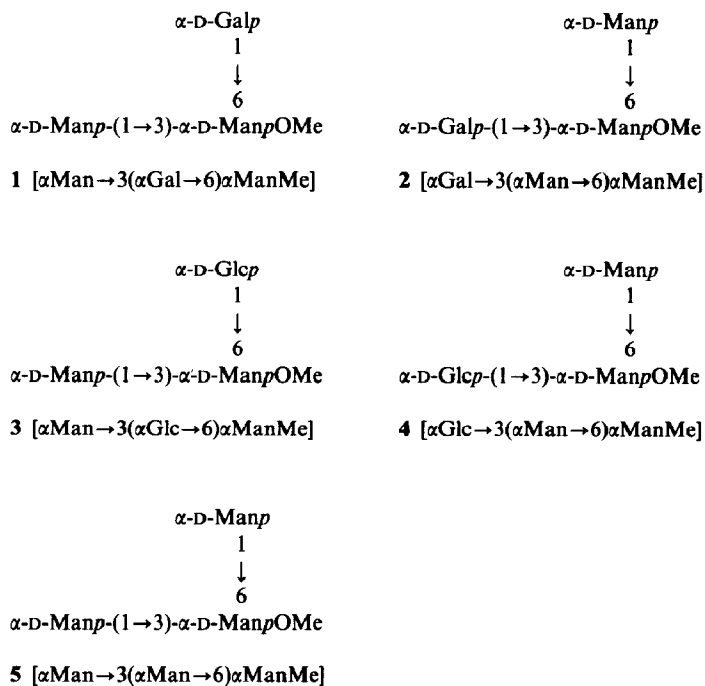 α-D-Galp
1
↓
6
α-D-Manp-(1→3)-α-D-ManpOMe
1 [αMan→3(αGal→6)αManMe]
α-D-Manp
1
↓
6
α-D-Galp-(1→3)-α-D-ManpOMe
2 [αGal→3(αMan→6)αManMe]
α-D-Glcp
1
↓
6
α-D-Manp-(1→3)-α-D-ManpOMe
3 [αMan→3(αGlc→6)αManMe]
α-D-Manp
1
↓
6
α-D-Glcp-(1→3)-α-D-ManpOMe
4 [αGlc→3(αMan→6)αManMe]
α-D-Manp
1
↓
6
α-D-Manp-(1→3)-α-D-ManpOMe
5 [αMan→3(αMan→6)αManMe]